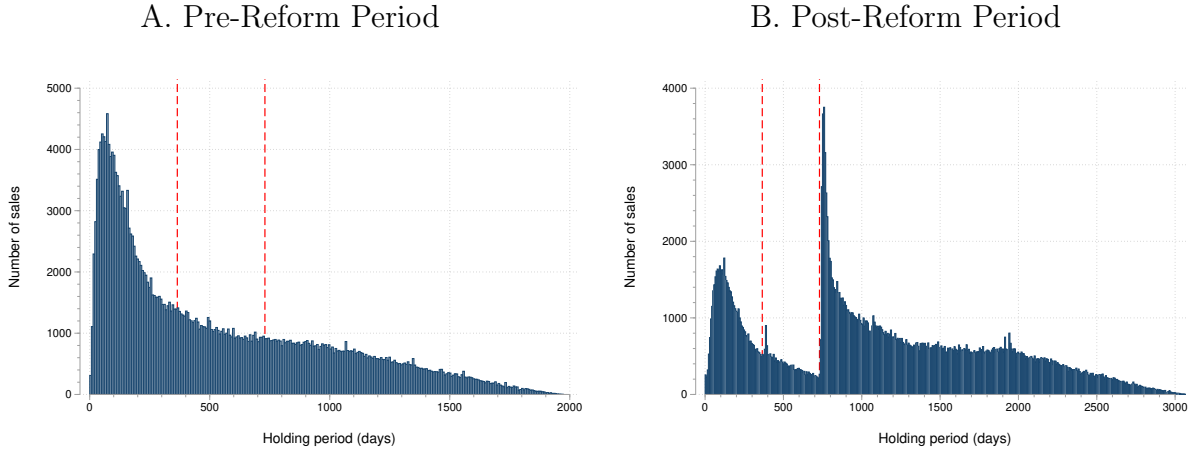 A. Pre-Reform Period
B. Post-Reform Period
Number of sales
5000
4000
3000
2000
1000
0
0 500 1000 1500 2000
Holding period (days)
Number of sales
4000
3000
2000
1000
0
0 500 1000 1500 2000 2500 3000
Holding period (days)